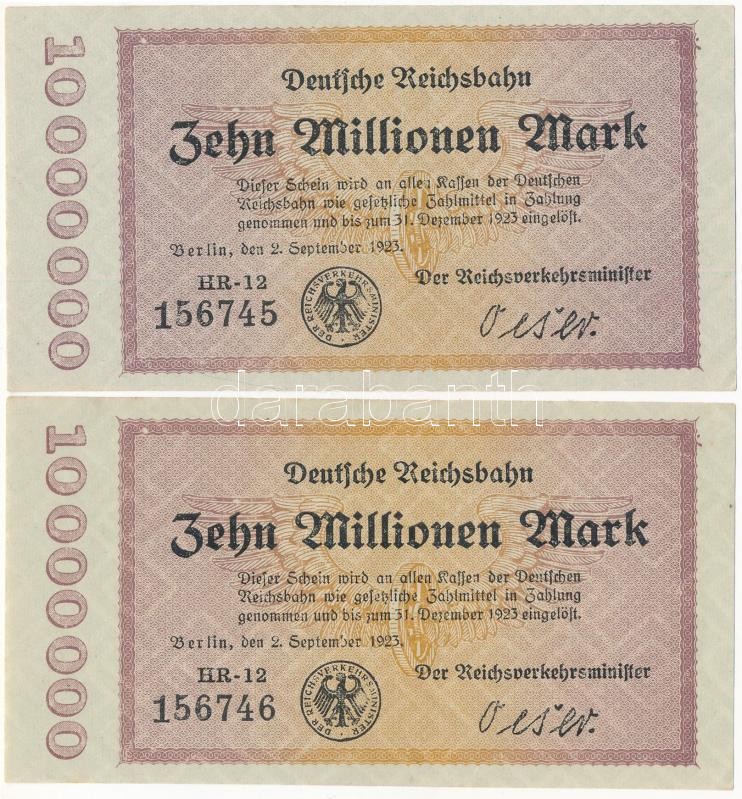 10000000
Deutsche Reichsbahn
Zehn Millionen Mark
Dieser Schein wird an allen Kassen der Deutschen
Reichsbahn wie gesetzliche Zahlmittel in Zahlung
genommen und bis zum 31. Dezember 1923 eingelöst.
Berlin, den 2. September 1923.
HR-12
156745
DER REICHSVERKEHRSMINISTER
Der Reichsverkehrsminister
Oeser.
darabanth
10000000
Deutsche Reichsbahn
Zehn Millionen Mark
Dieser Schein wird an allen Kassen der Deutschen
Reichsbahn wie gesetzliche Zahlmittel in Zahlung
genommen und bis zum 31. Dezember 1923 eingelöst.
Berlin, den 2. September 1923.
HR-12
156746
DER REICHSVERKEHRSMINISTER
Der Reichsverkehrsminister
Oeser.